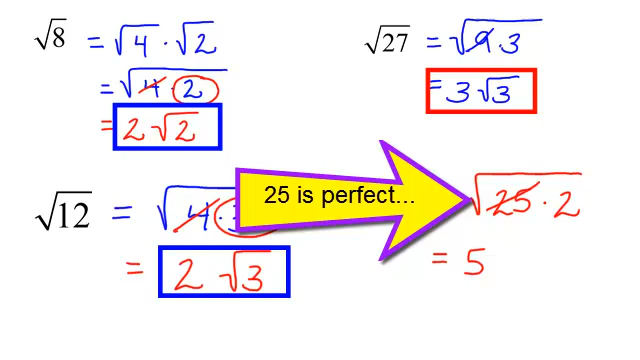 √8 = √4 · √2
= √4 · 2
= 2√2
√27 = √9 · 3
= 3√3
√12 = √4 ·
= 2√3
25 is perfect...
√25 · 2
= 5